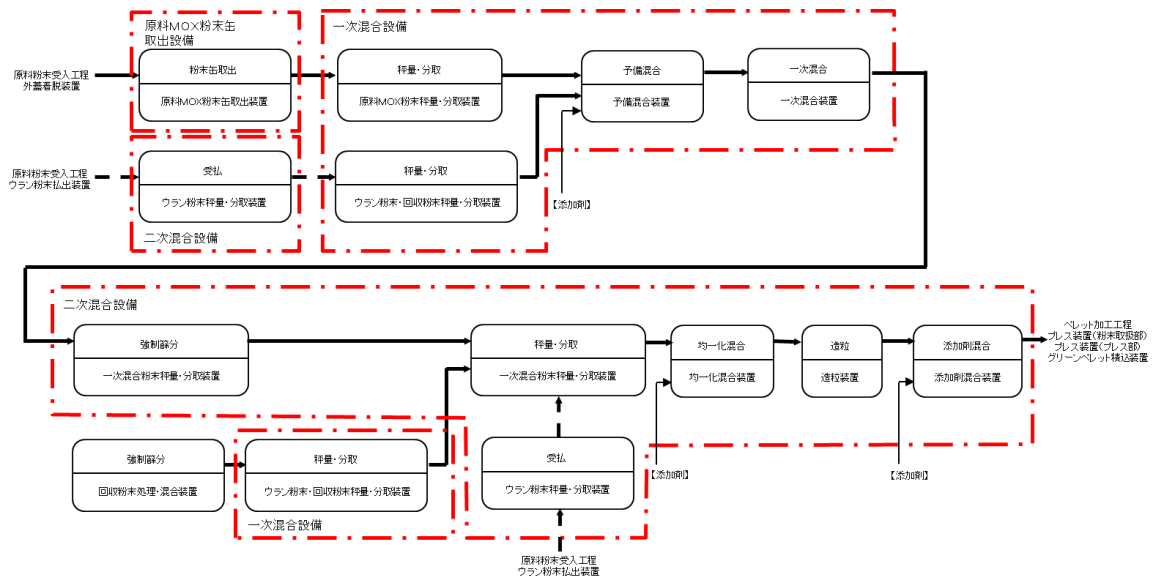 原料MOX粉末缶
取出設備
一次混合設備
原料粉末受入工程
外蓋着脱装置
粉末缶取出
原料MOX粉末缶取出装置
秤量・分取
原料MOX粉末秤量・分取装置
予備混合
予備混合装置
一次混合
一次混合装置
原料粉末受入工程
ウラン粉末払出装置
受払
ウラン粉末秤量・分取装置
秤量・分取
ウラン粉末・回収粉末秤量・分取装置
【添加剤】
二次混合設備
二次混合設備
強制篩分
一次混合粉末秤量・分取装置
秤量・分取
一次混合粉末秤量・分取装置
均一化混合
均一化混合装置
造粒
造粒装置
添加剤混合
添加剤混合装置
ペレット加工工程
プレス装置(粉末取扱部)
プレス装置(プレス部)
グリーンペレット積込装置
強制篩分
回収粉末処理・混合装置
秤量・分取
ウラン粉末・回収粉末秤量・分取装置
受払
ウラン粉末秤量・分取装置
【添加剤】
【添加剤】
一次混合設備
原料粉末受入工程
ウラン粉末払出装置